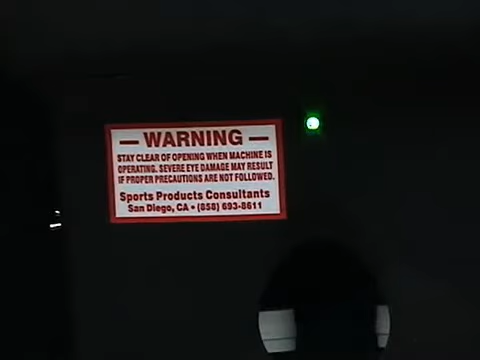 — WARNING —
STAY CLEAR OF OPENING WHEN MACHINE IS
OPERATING. SEVERE EYE DAMAGE MAY RESULT
IF PROPER PRECAUTIONS ARE NOT FOLLOWED.
Sports Products Consultants
San Diego, CA • (858) 693-8611